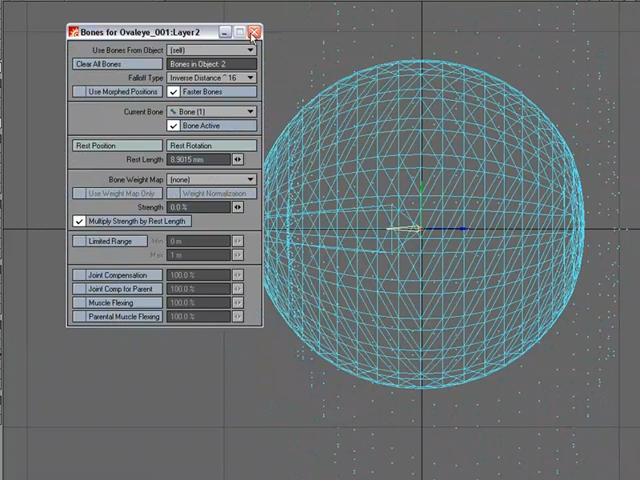 Bones for Ovaleye_001:Layer2
Use Bones From Object (self)
Clear All Bones Bones in Object: 2
Falloff Type Inverse Distance ^ 16
Use Morphed Positions Faster Bones
Current Bone Bone (1)
Bone Active
Rest Position Rest Rotation
Rest Length 8.9015 mm
Bone Weight Map (none)
Use Weight Map Only Weight Normalization
Strength 0.0 %
Multiply Strength by Rest Length
Limited Range Min 0 m
Max 1 m
Joint Compensation 100.0 %
Joint Comp for Parent 100.0 %
Muscle Flexing 100.0 %
Parental Muscle Flexing 100.0 %